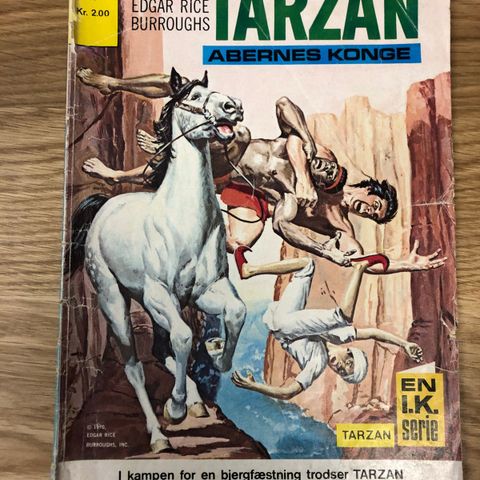 Kr. 2.00
EDGAR RICE
BURROUGHS
TARZAN
ABERNES KONGE
EN
I.K.
serie
TARZAN
© 1970,
EDGAR RICE
BURROUGHS, INC.
I kampen for en bjergfæstning trodser TARZAN